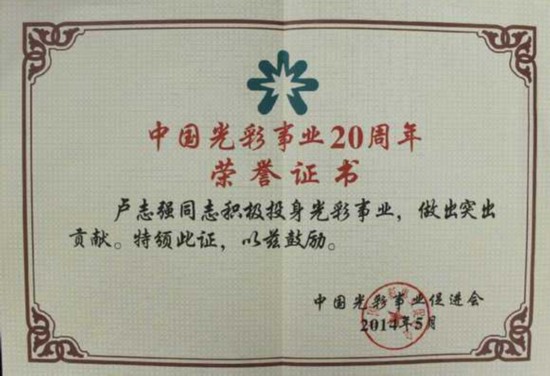 中国光彩事业20周年
荣誉证书
卢志强同志积极投身光彩事业，做出突出
贡献。特颁此证，以兹鼓励。
中国光彩事业促进会
2014年5月